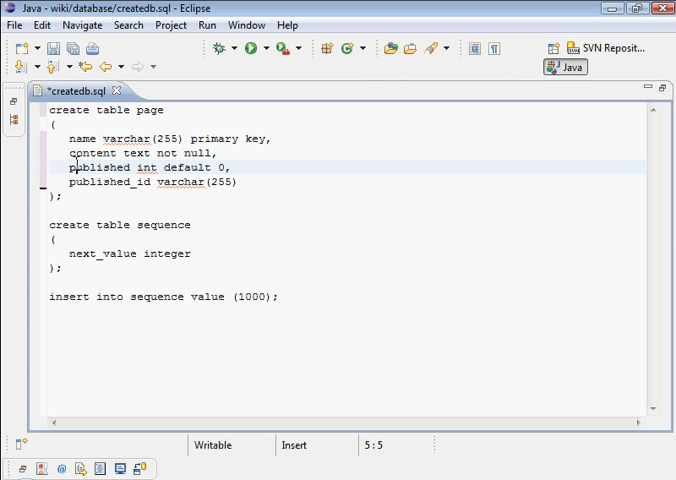 Java - wiki/database/createdb.sql - Eclipse
File Edit Navigate Search Project Run Window Help
SVN Reposit...
Java
*createdb.sql
create table page
(
name varchar(255) primary key,
content text not null,
published int default 0,
published_id varchar(255)
);
create table sequence
(
next_value integer
);
insert into sequence value (1000);
Writable Insert 5 : 5